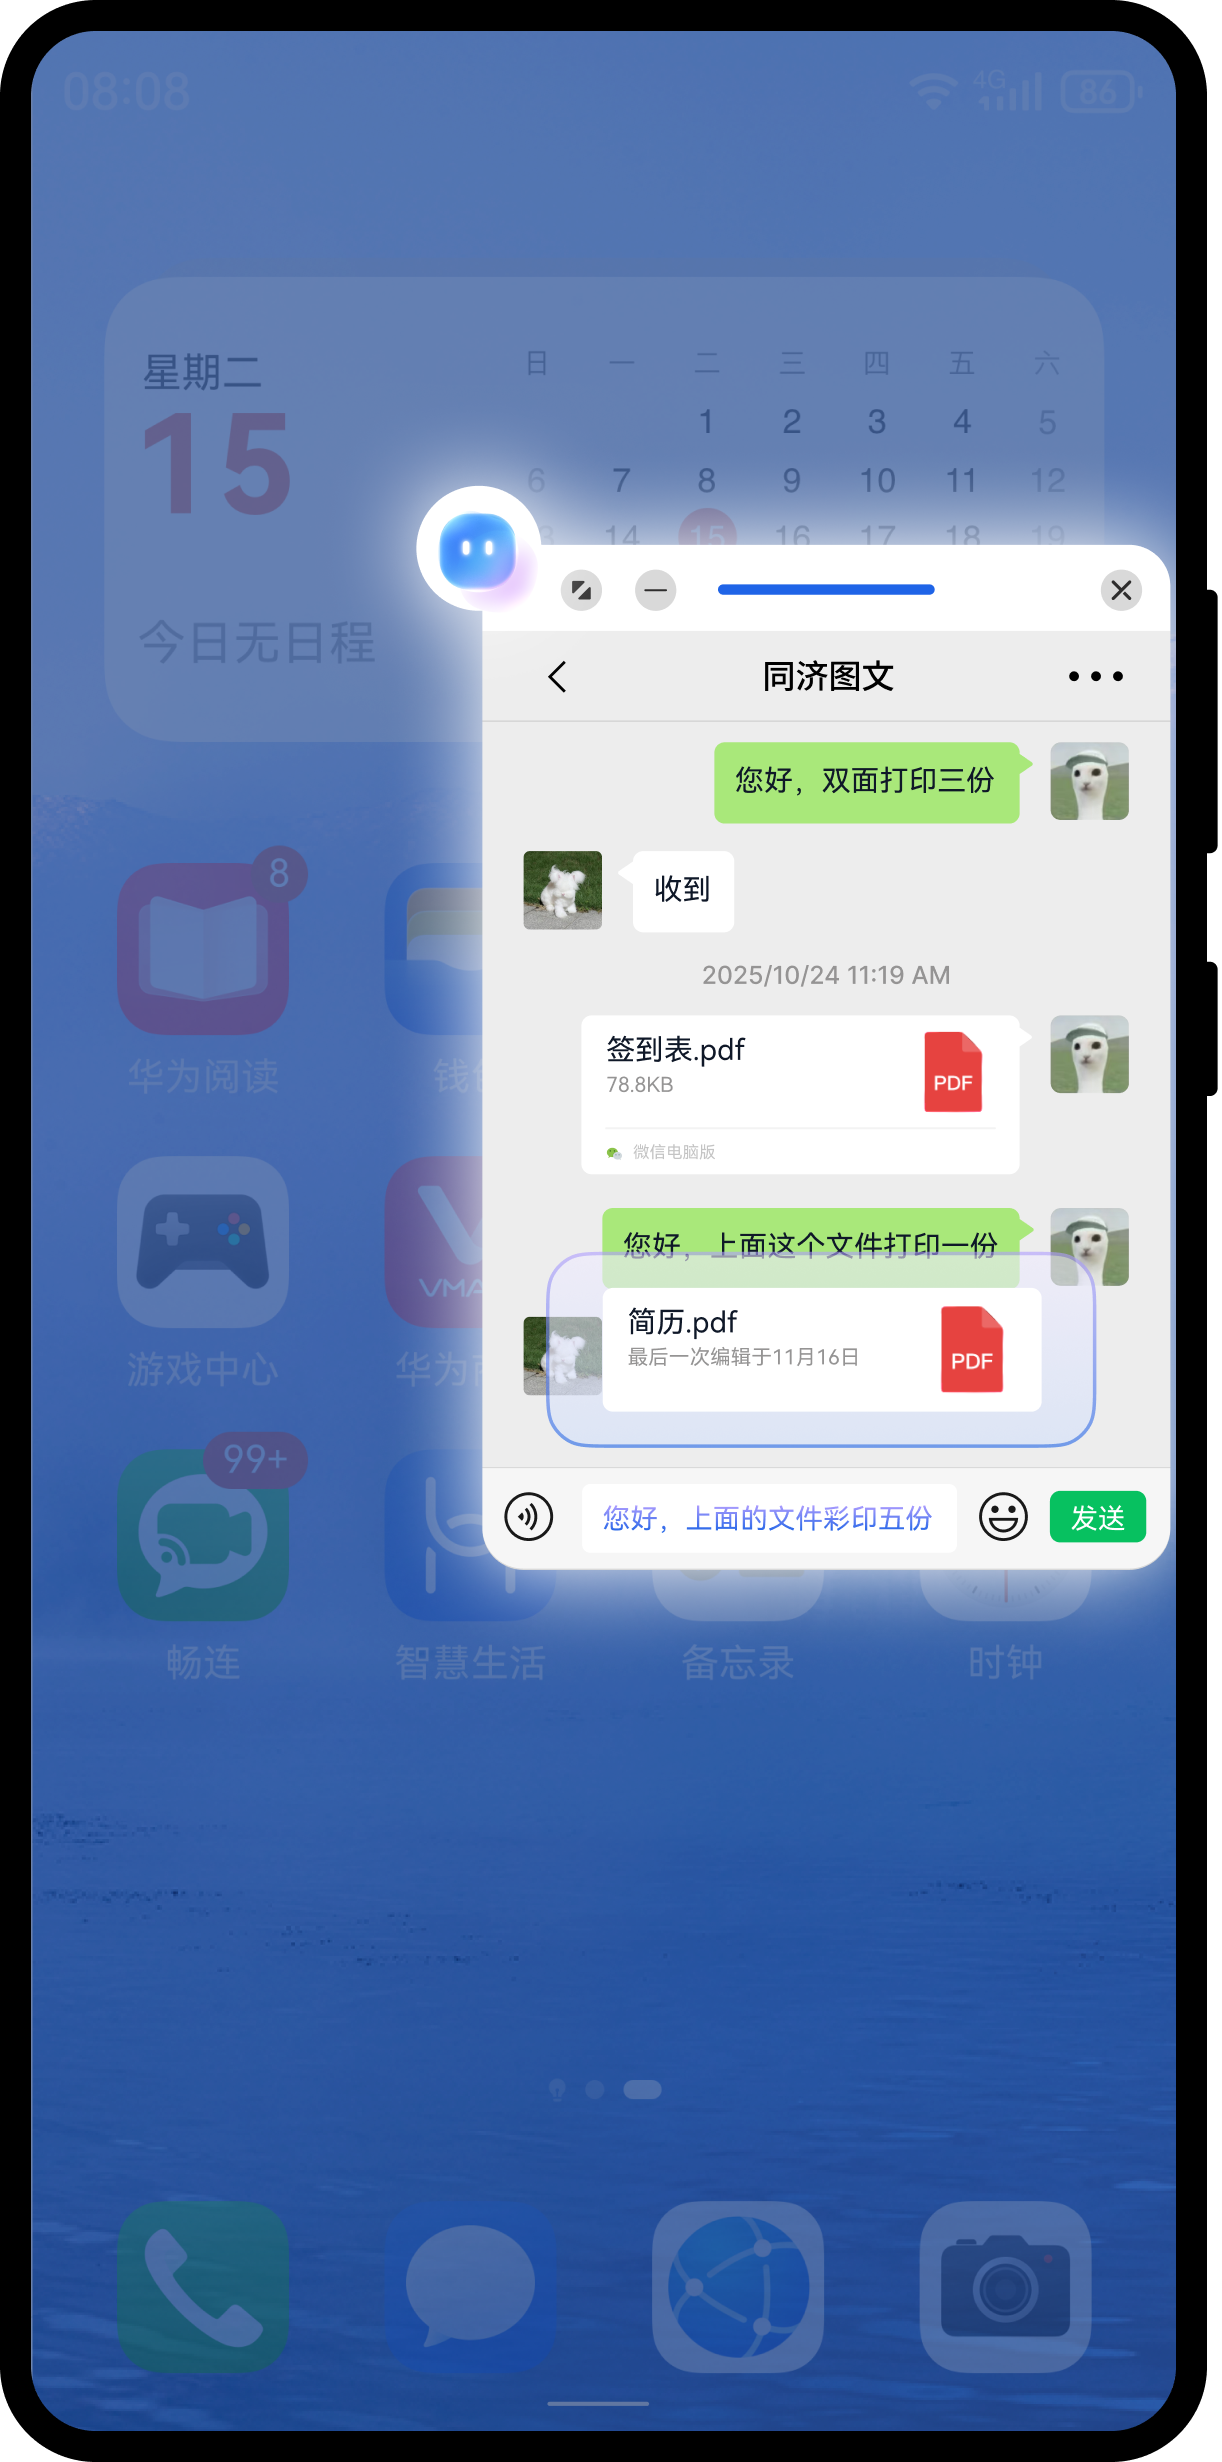 08:08
4G
86
星期二
15
今日无日程
日 一 二 三 四 五 六
1 2 3 4 5
6 7 8 9 10 11 12
14 15 16 17 18 19
同济图文
您好，双面打印三份
收到
2025/10/24 11:19 AM
签到表.pdf
78.8KB
PDF
微信电脑版
您好，上面这个文件打印一份
简历.pdf
最后一次编辑于11月16日
PDF
您好，上面的文件彩印五份
发送
8
华为阅读
游戏中心
华为
99+
畅连
智慧生活
备忘录
时钟